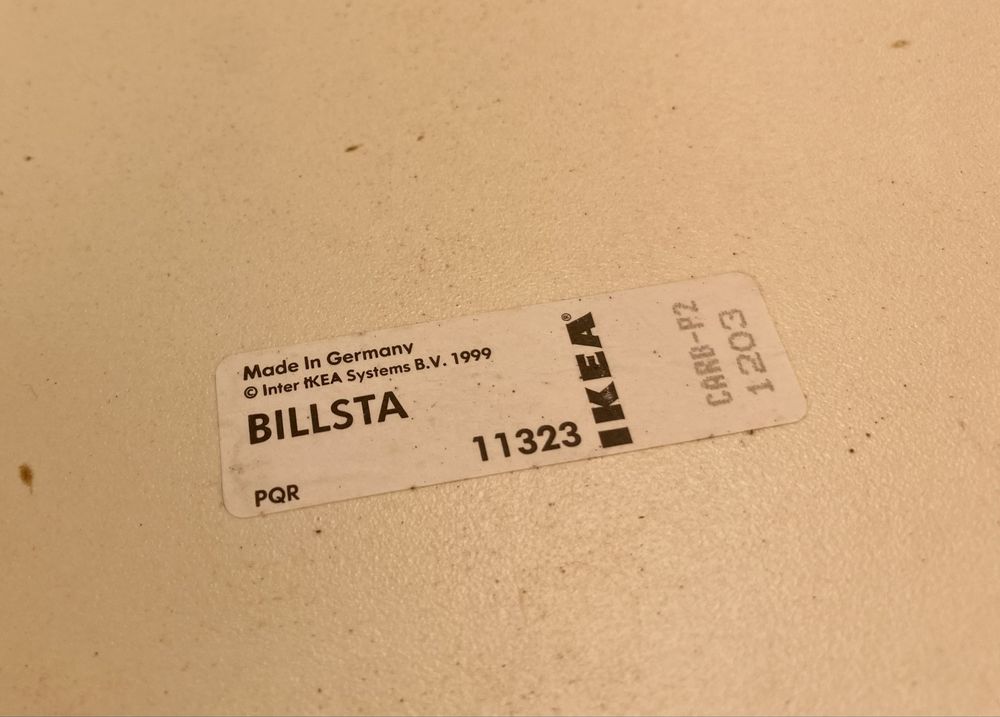 Made In Germany
© Inter IKEA Systems B.V. 1999
BILLSTA
11323
PQR
IKEA®
CARB-P2
1203